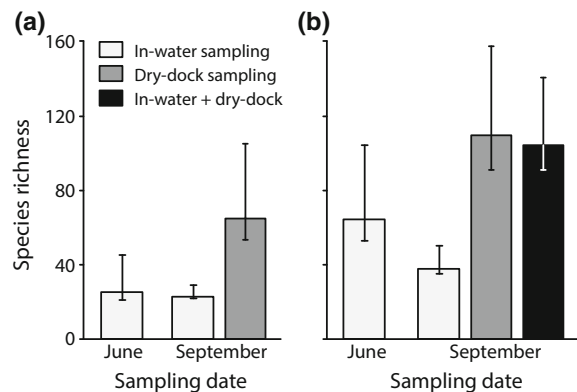 (a)
(b)
Species richness
160
120
80
40
0
In-water sampling
Dry-dock sampling
In-water + dry-dock
June
September
June
September
Sampling date
Sampling date